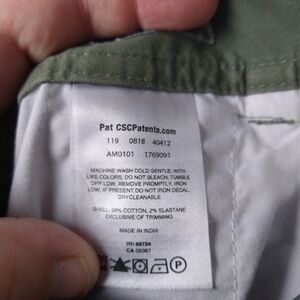 Pat CSCPatents.com
119 0818 40412
AM0101 1769091
MACHINE WASH COLD GENTLE, WITH
LIKE COLORS, DO NOT BLEACH, TUMBLE
DRY LOW, REMOVE PROMPTLY, IRON
LOW, IF PRESENT DO NOT IRON DECAL,
DRYCLEANABLE
SHELL: 98% COTTON, 2% ELASTANE
EXCLUSIVE OF TRIMMING
MADE IN INDIA
RN 69724
CA 05367
P